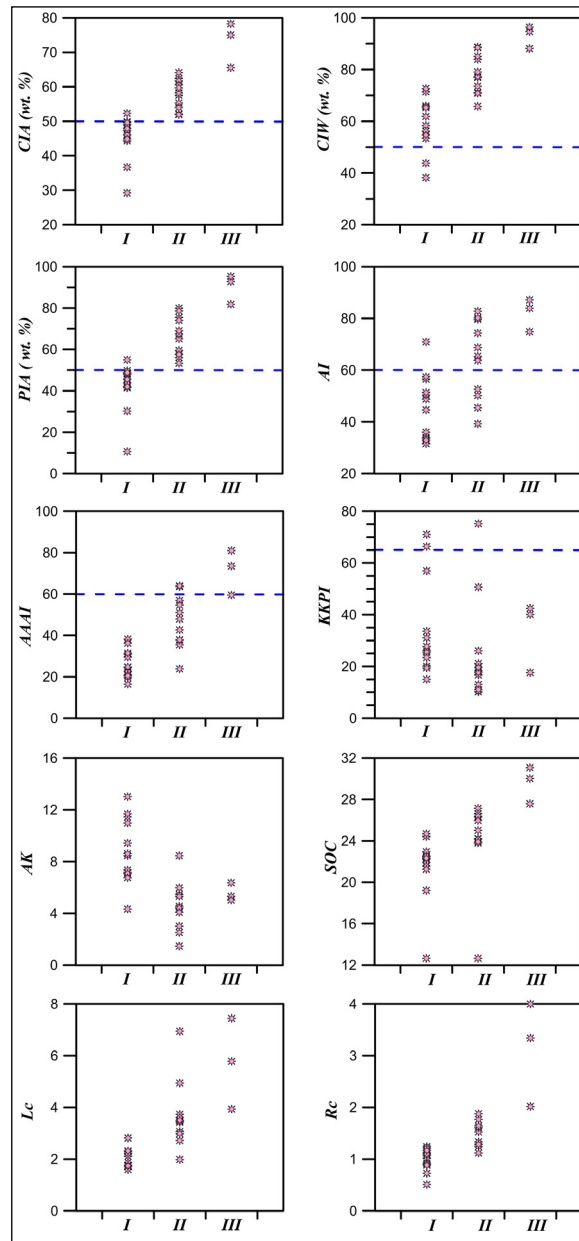 80
70
60
50
40
30
20
CIA (wt. %)
I II III
100
80
60
40
20
CIW (wt. %)
I II III
100
80
60
40
20
0
PIA ( wt. %)
I II III
100
80
60
40
20
AI
I II III
100
80
60
40
20
0
AAAI
I II III
80
60
40
20
0
KKPI
I II III
16
12
8
4
0
AK
I II III
32
28
24
20
16
12
SOC
I II III
8
6
4
2
0
Lc
I II III
4
3
2
1
0
Rc
I II III